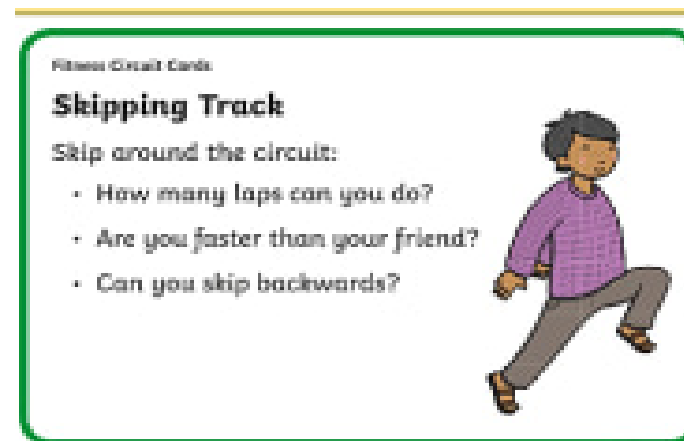 Fitness Circuit Cards
Skipping Track
Skip around the circuit:
• How many laps can you do?
• Are you faster than your friend?
• Can you skip backwards?